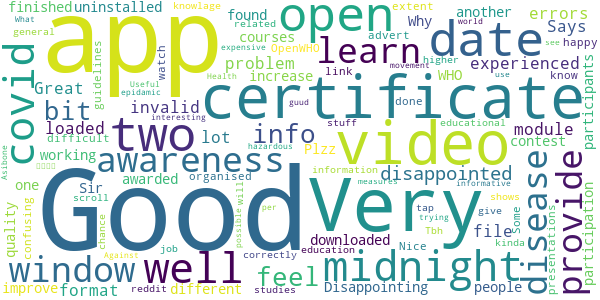 finished uninstalled found extent Why another Says errors
What knowlage watch courses related advert world
general app open date happy
expensive OpenWHO
guidelines problem learn experienced
Great increase link higher movement WHO know
covid bit invalid Useful epidemic Health certificate use see participants
loaded two lot info done stuff module
difficult interesting guud Plzz educational contest
working awareness hazardous video disease provide
one Sir awarded organised information disappointed
Asibone scroll will shows tap Some informative
quality confusing Good possible Very measures trying give file presentations participation
window chance well per feel downloaded Tbh kinda
job correctly education Nice midnight
improve format Against different Disappointing people
reddit studies